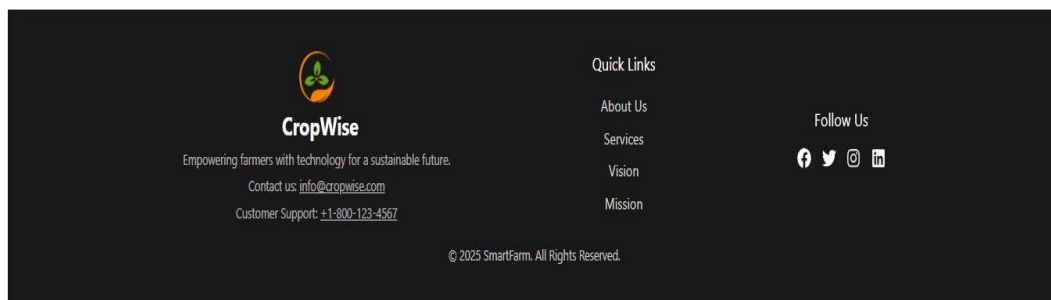 CropWise
Empowering farmers with technology for a sustainable future.
Contact us: info@cropwise.com
Customer Support: +1-800-123-4567
Quick Links
About Us
Services
Vision
Mission
Follow Us
© 2025 SmartFarm. All Rights Reserved.